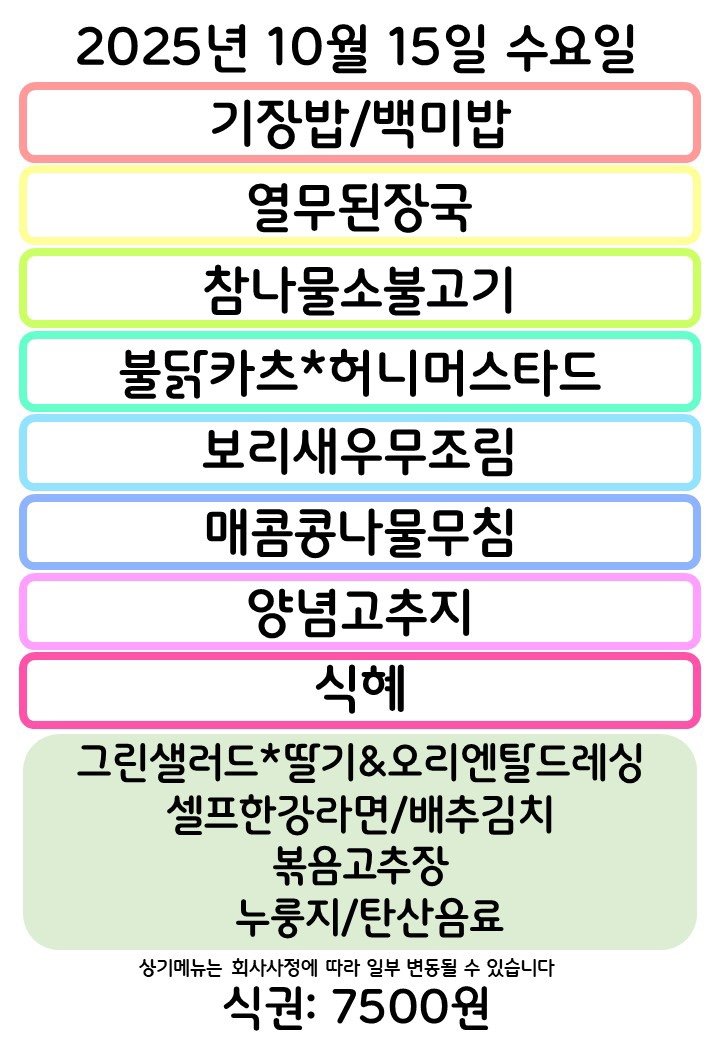 2025년 10월 15일 수요일
기장밥/백미밥
열무된장국
참나물소불고기
불닭카츠*허니머스타드
보리새우무조림
매콤콩나물무침
양념고추지
식혜
그린샐러드*딸기&오리엔탈드레싱
셀프한강라면/배추김치
볶음고추장
누룽지/탄산음료
상기메뉴는 회사사정에 따라 일부 변동될 수 있습니다
식권: 7500원